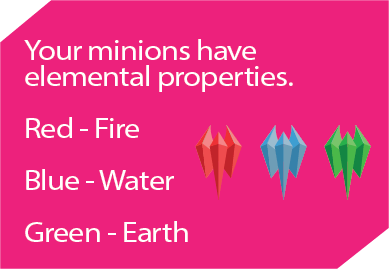 Your minions have
elemental properties.
Red - Fire
Blue - Water
Green - Earth